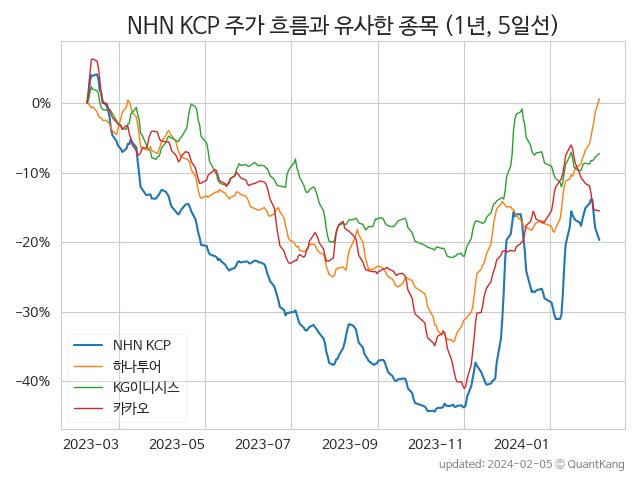 NHN KCP 주가 흐름과 유사한 종목 (1년, 5일선)
0%
−10%
−20%
−30%
−40%
NHN KCP
하나투어
KG이니시스
카카오
2023-03 2023-05 2023-07 2023-09 2023-11 2024-01
updated: 2024-02-05 © QuantKang